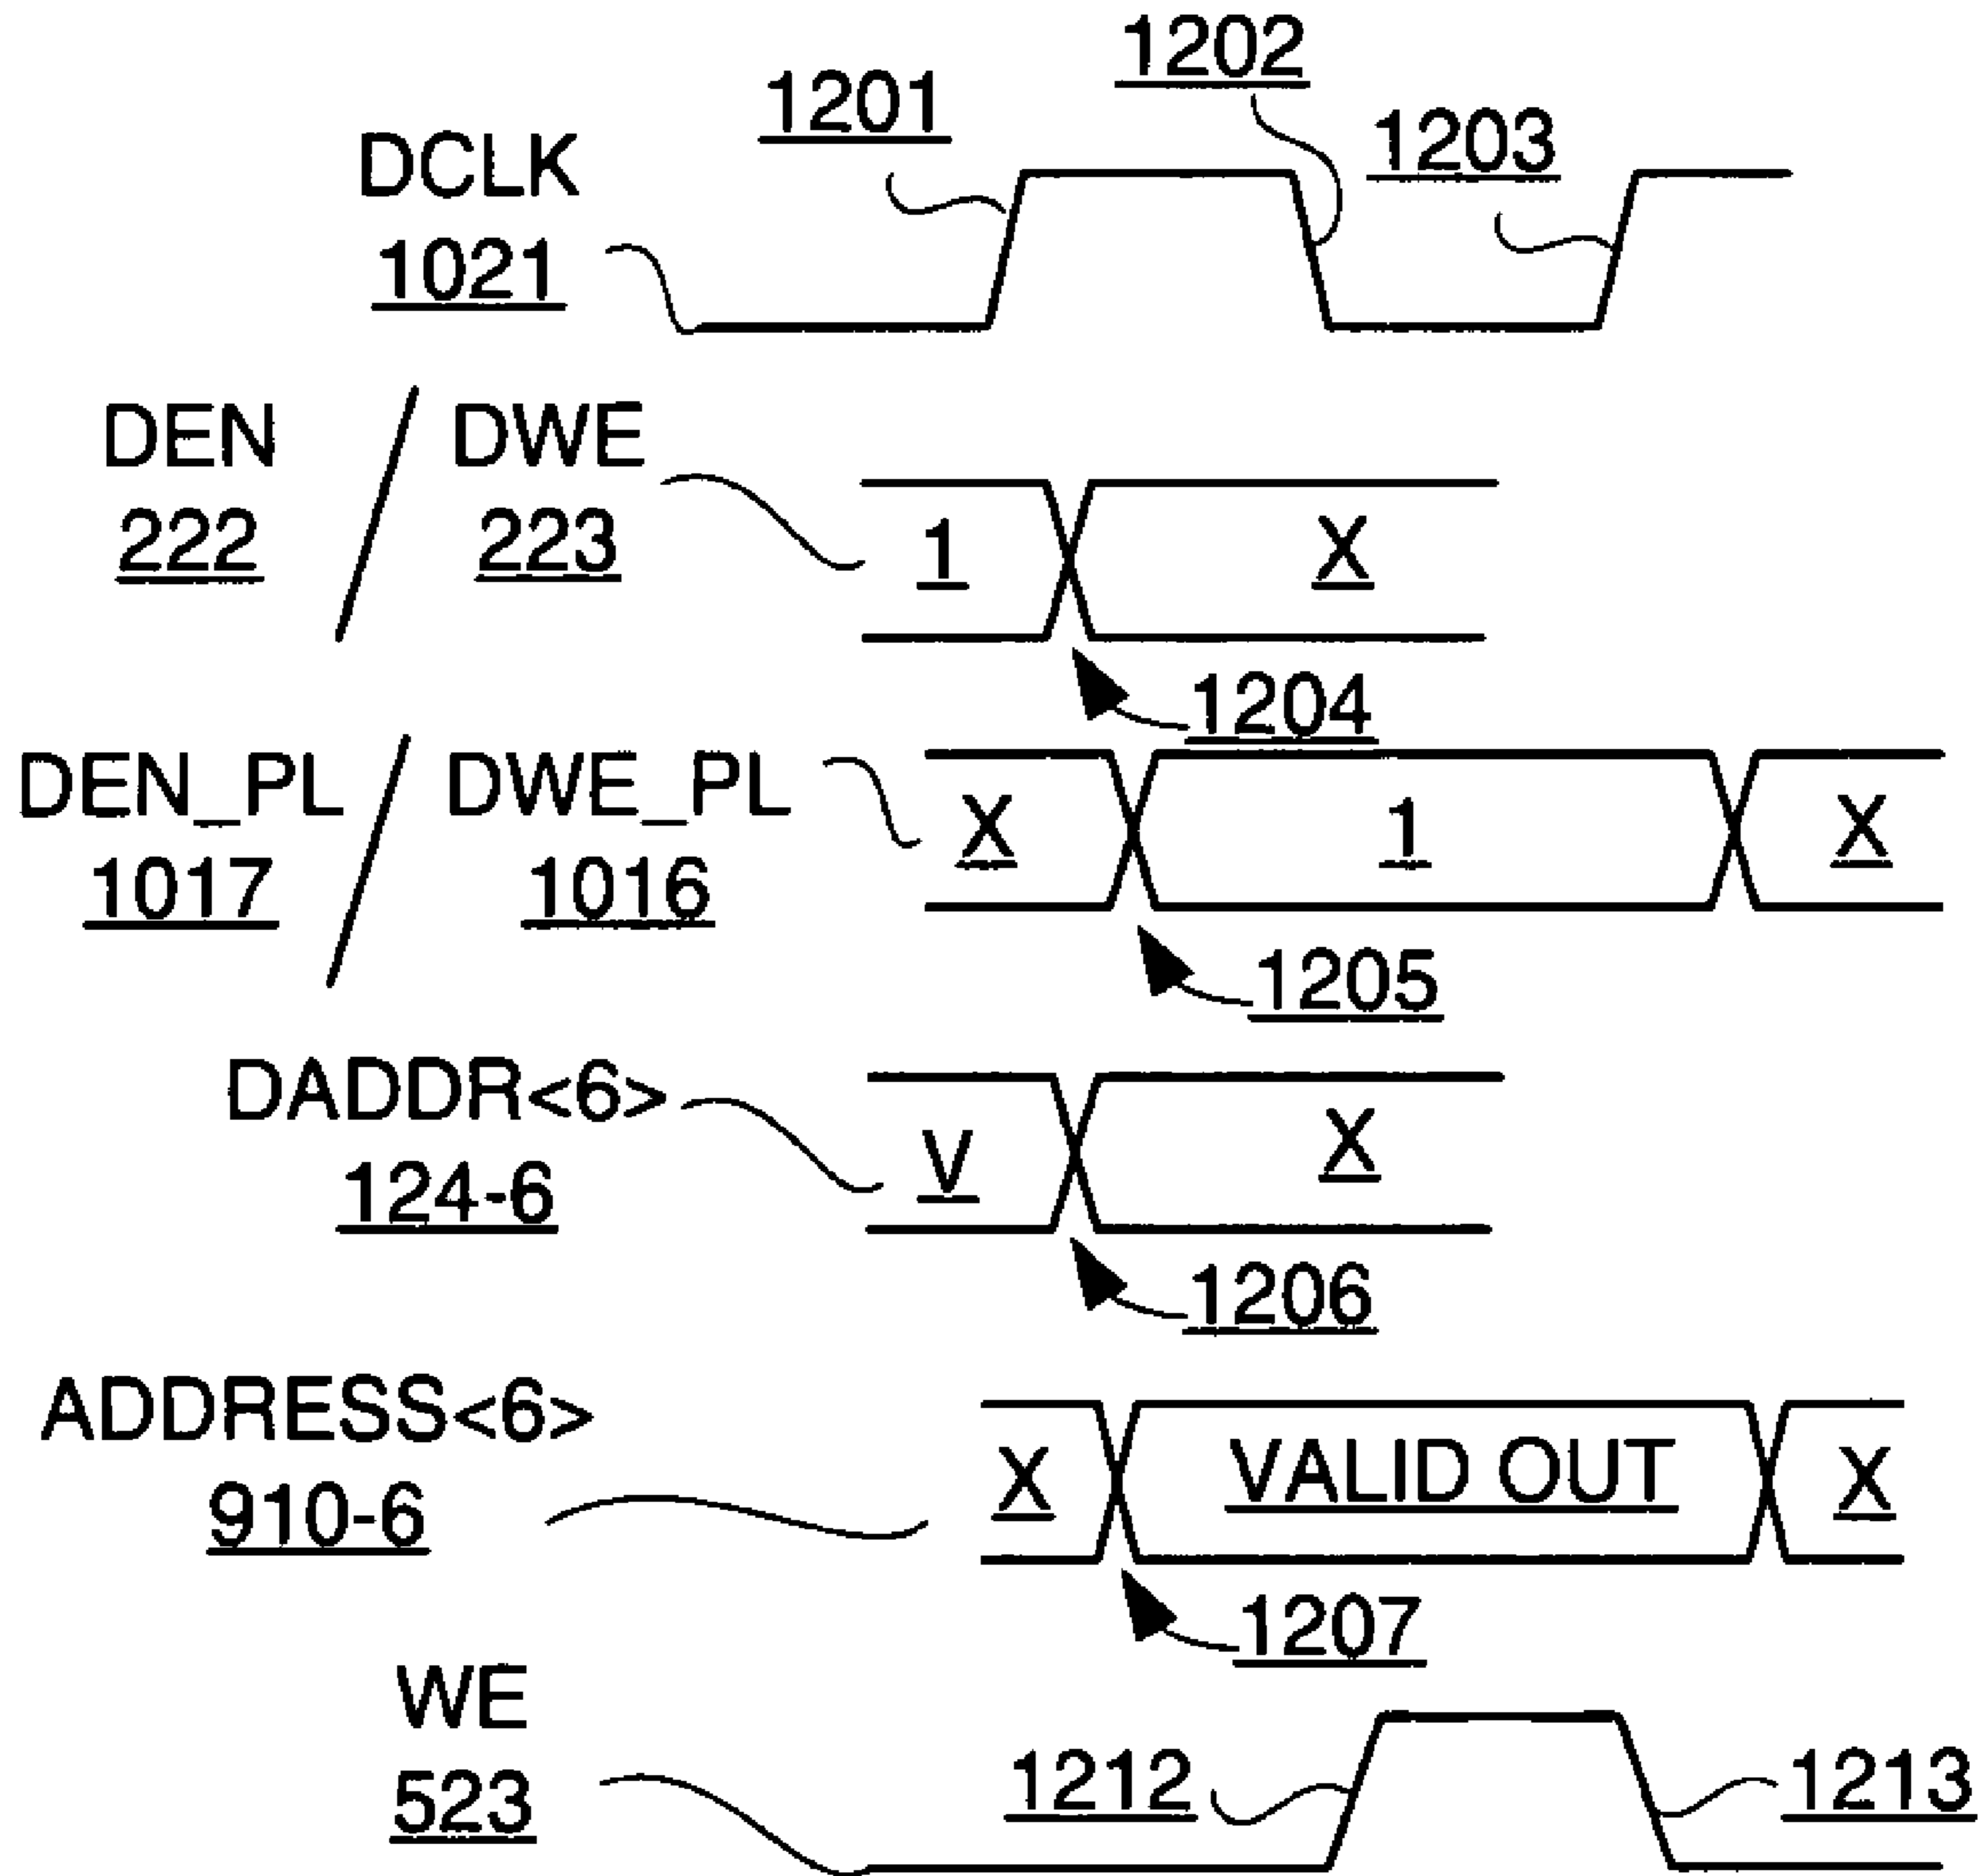 1202
1201
1203
DCLK
1021
DEN / DWE
222 223
1 X
1204
DEN_PL / DWE_PL
1017 1016
X 1 X
1205
DADDR<6>
124-6
V X
1206
ADDRESS<6>
910-6
X VALID OUT X
1207
WE
523
1212 1213